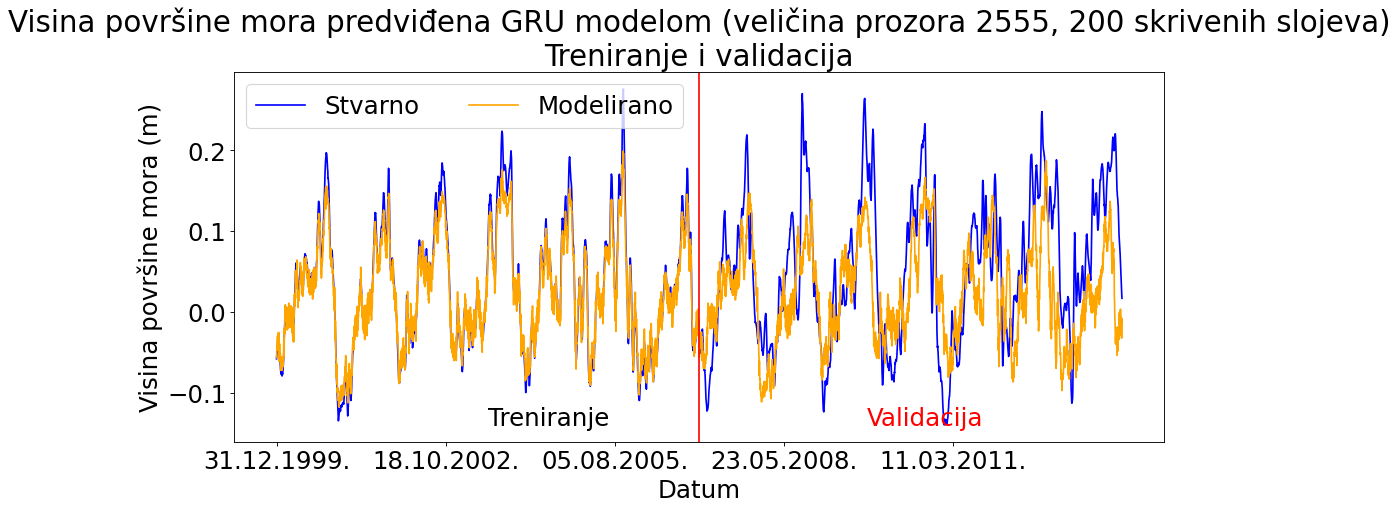 Visina površine mora predviđena GRU modelom (veličina prozora 2555, 200 skrivenih slojeva)
Treniranje i validacija
Stvarno
Modelirano
Visina površine mora (m)
0.2
0.1
0.0
−0.1
Treniranje
Validacija
31.12.1999.
18.10.2002.
05.08.2005.
23.05.2008.
11.03.2011.
Datum